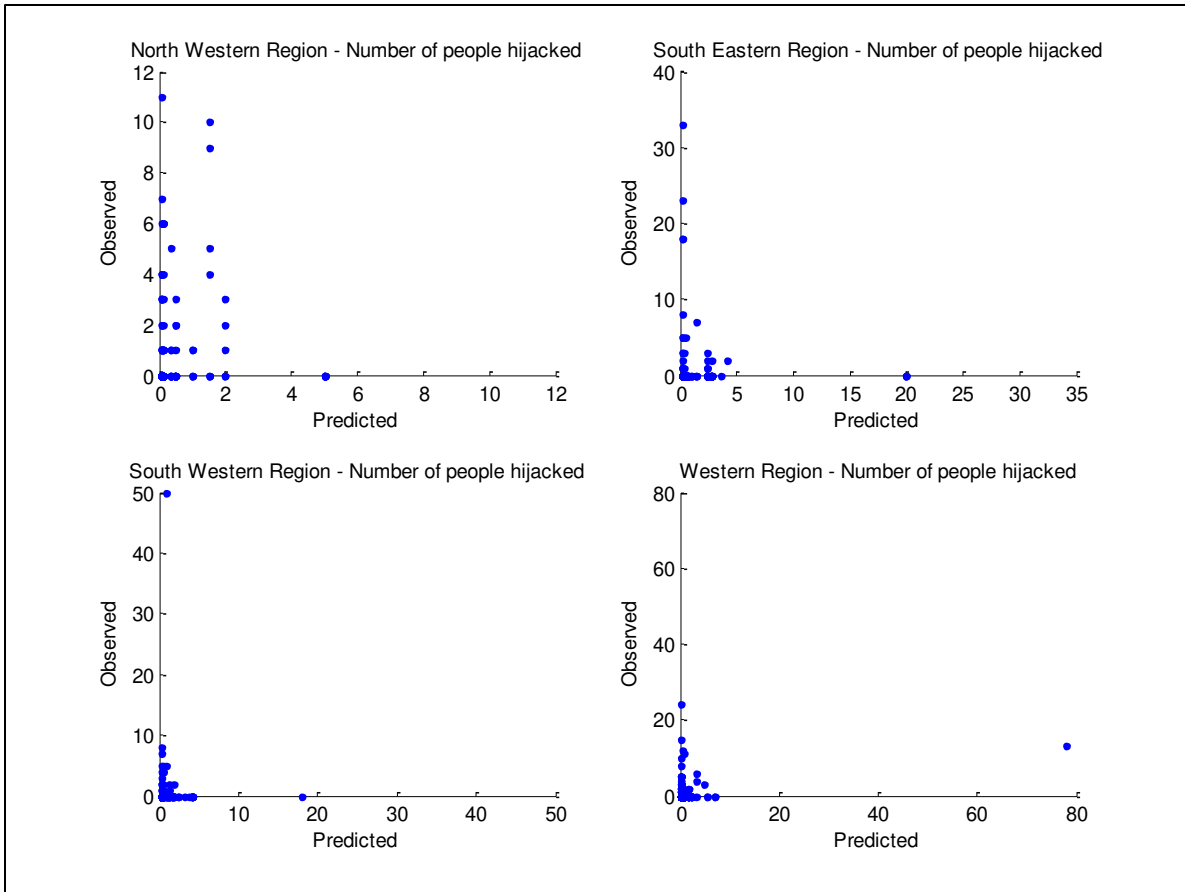 North Western Region - Number of people hijacked
12
10
8
6
4
2
0
Observed
0 2 4 6 8 10 12
Predicted
South Eastern Region - Number of people hijacked
40
30
20
10
0
Observed
0 5 10 15 20 25 30 35
Predicted
South Western Region - Number of people hijacked
50
40
30
20
10
0
Observed
0 10 20 30 40 50
Predicted
Western Region - Number of people hijacked
80
60
40
20
0
Observed
0 20 40 60 80
Predicted